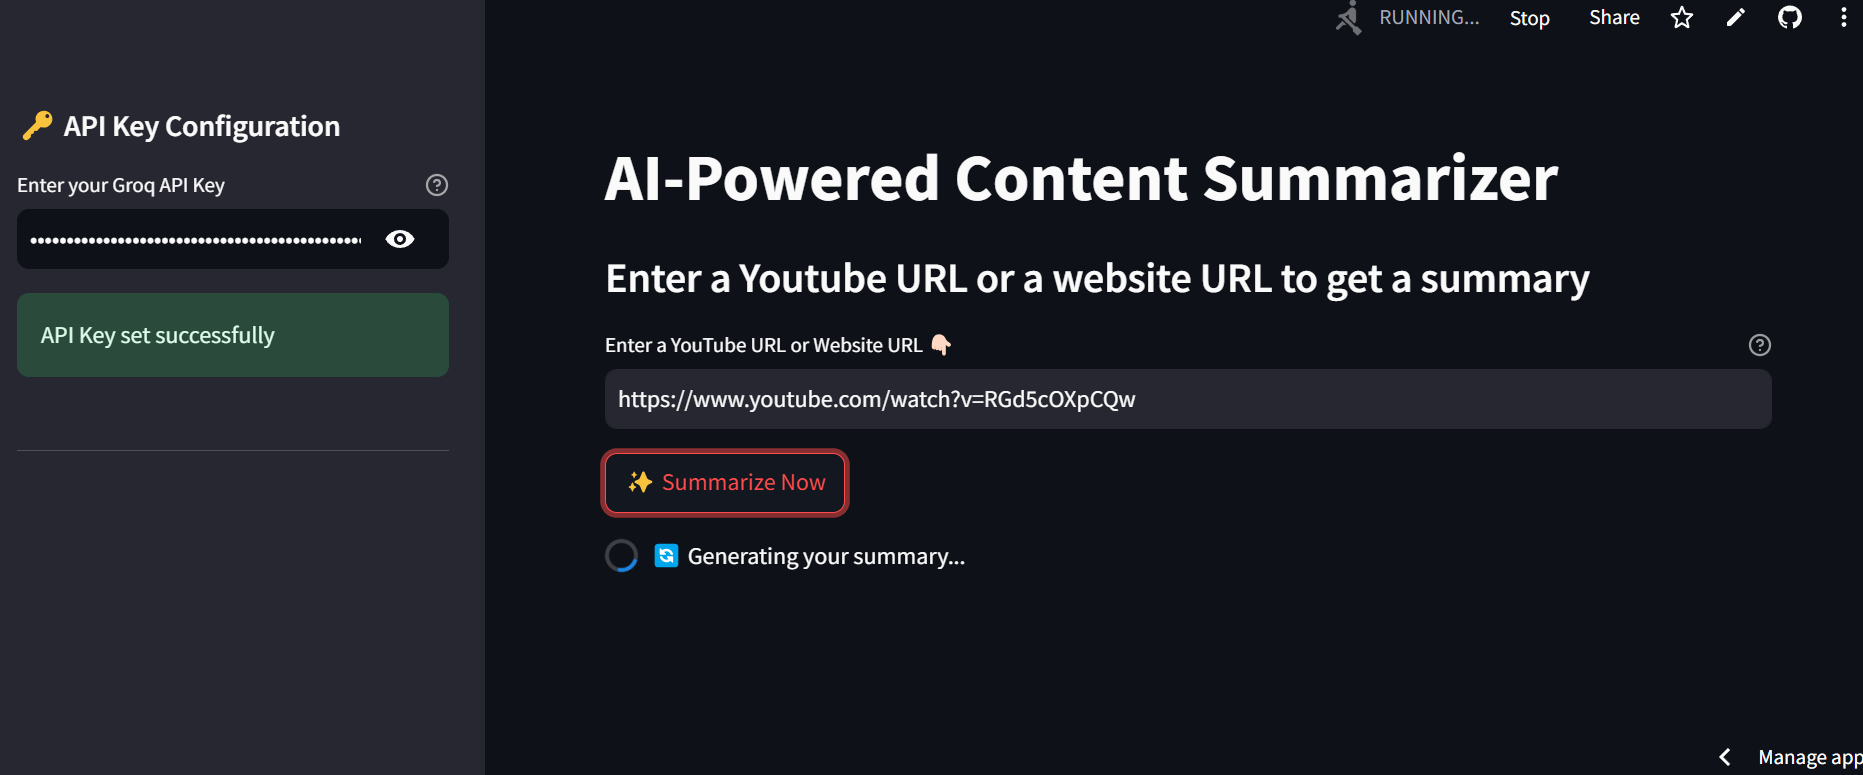 RUNNING...
Stop
Share
API Key Configuration
Enter your Groq API Key
API Key set successfully
AI-Powered Content Summarizer
Enter a Youtube URL or a website URL to get a summary
Enter a YouTube URL or Website URL
https://www.youtube.com/watch?v=RGd5cOXpCQw
Summarize Now
Generating your summary...
Manage app